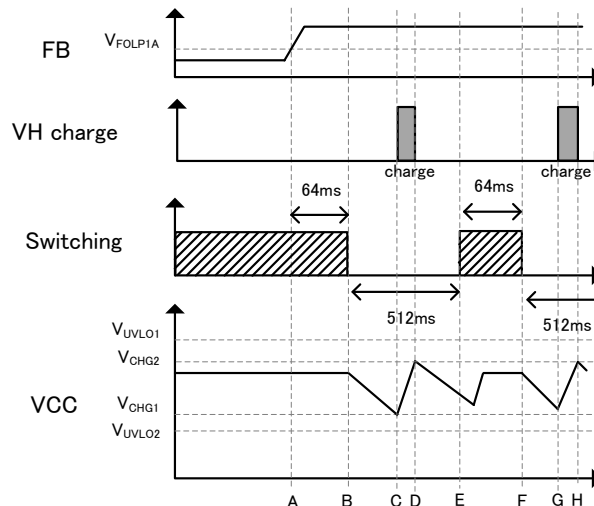 FB
VFOLP1A
VH charge
charge
charge
64ms
64ms
Switching
512ms
512ms
VUVLO1
VCHG2
VCC
VCHG1
VUVLO2
A B C D E F G H